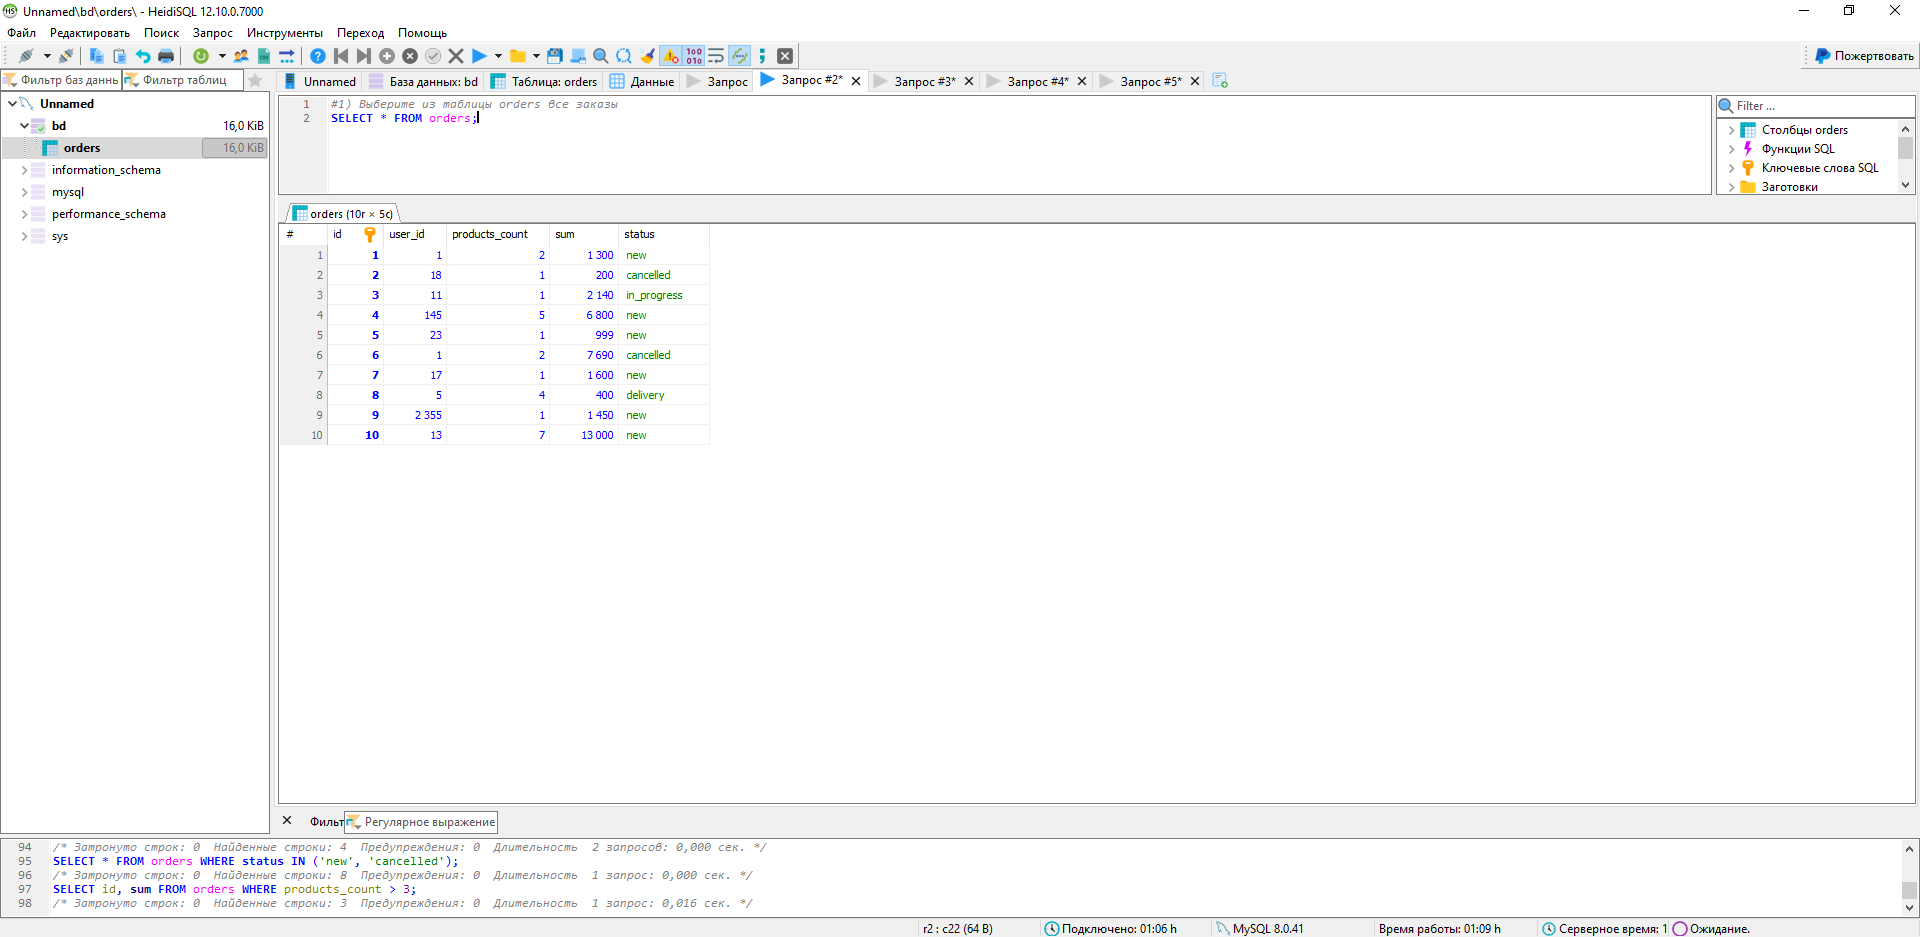 Unnamed\bd\orders\ - HeidiSQL 12.10.0.7000
Файл Редактировать Поиск Запрос Инструменты Переход Помощь
Пожертвовать
Фильтр баз даннь Фильтр таблиц
Unnamed База данных: bd Таблица: orders Данные Запрос Запрос #2* Запрос #3* Запрос #4* Запрос #5*
Unnamed
bd 16,0 KiB
orders 16,0 KiB
information_schema
mysql
performance_schema
sys
1 #1) Выберите из таблицы orders все заказы
2 SELECT * FROM orders;
Filter ...
Столбцы orders
Функции SQL
Ключевые слова SQL
Заготовки
orders (10r × 5c)
# id user_id products_count sum status
1 1 1 2 1 300 new
2 2 18 1 200 cancelled
3 3 11 1 2 140 in_progress
4 4 145 5 6 800 new
5 5 23 1 999 new
6 6 1 2 7 690 cancelled
7 7 17 1 1 600 new
8 8 5 4 400 delivery
9 9 2 355 1 1 450 new
10 10 13 7 13 000 new
Фильт Регулярное выражение
94 /* Затронуто строк: 0 Найденные строки: 4 Предупреждения: 0 Длительность 2 запросов: 0,000 сек. */
95 SELECT * FROM orders WHERE status IN ('new', 'cancelled');
96 /* Затронуто строк: 0 Найденные строки: 8 Предупреждения: 0 Длительность 1 запрос: 0,000 сек. */
97 SELECT id, sum FROM orders WHERE products_count > 3;
98 /* Затронуто строк: 0 Найденные строки: 3 Предупреждения: 0 Длительность 1 запрос: 0,016 сек. */
r2 : c22 (64 B) Подключено: 01:06 h MySQL 8.0.41 Время работы: 01:09 h Серверное время: 1 Ожидание.